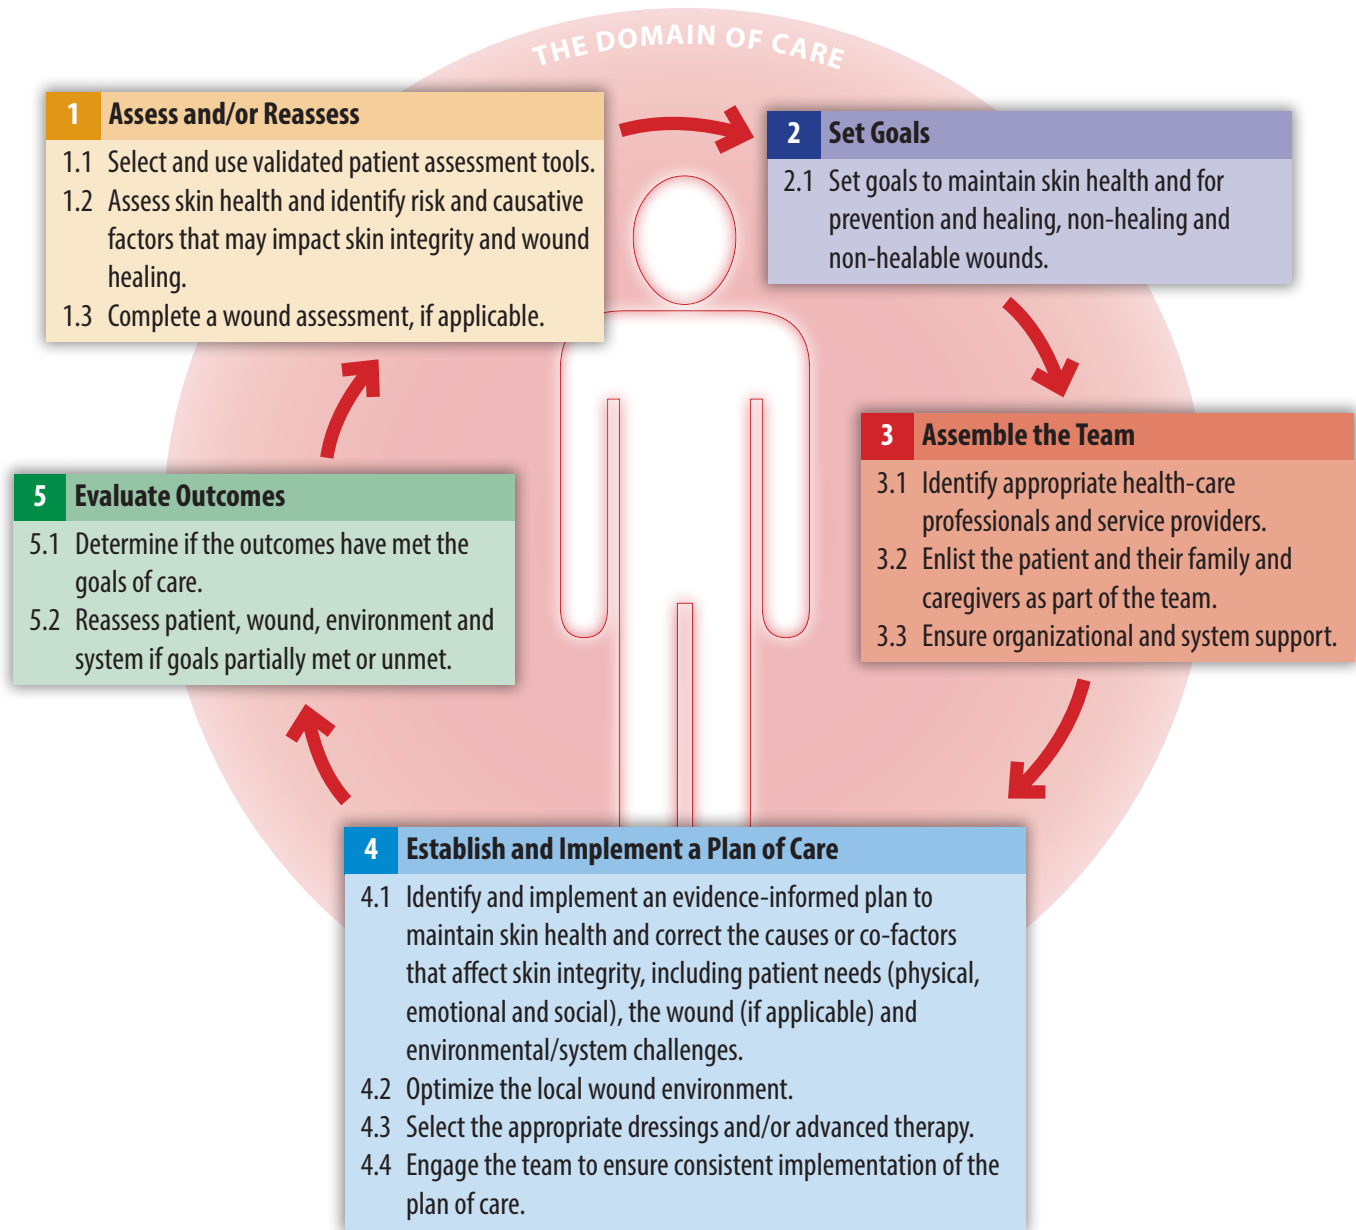 THE DOMAIN OF CARE
1 Assess and/or Reassess
1.1 Select and use validated patient assessment tools.
1.2 Assess skin health and identify risk and causative
factors that may impact skin integrity and wound
healing.
1.3 Complete a wound assessment, if applicable.
2 Set Goals
2.1 Set goals to maintain skin health and for
prevention and healing, non-healing and
non-healable wounds.
3 Assemble the Team
3.1 Identify appropriate health-care
professionals and service providers.
3.2 Enlist the patient and their family and
caregivers as part of the team.
3.3 Ensure organizational and system support.
4 Establish and Implement a Plan of Care
4.1 Identify and implement an evidence-informed plan to
maintain skin health and correct the causes or co-factors
that affect skin integrity, including patient needs (physical,
emotional and social), the wound (if applicable) and
environmental/system challenges.
4.2 Optimize the local wound environment.
4.3 Select the appropriate dressings and/or advanced therapy.
4.4 Engage the team to ensure consistent implementation of the
plan of care.
5 Evaluate Outcomes
5.1 Determine if the outcomes have met the
goals of care.
5.2 Reassess patient, wound, environment and
system if goals partially met or unmet.